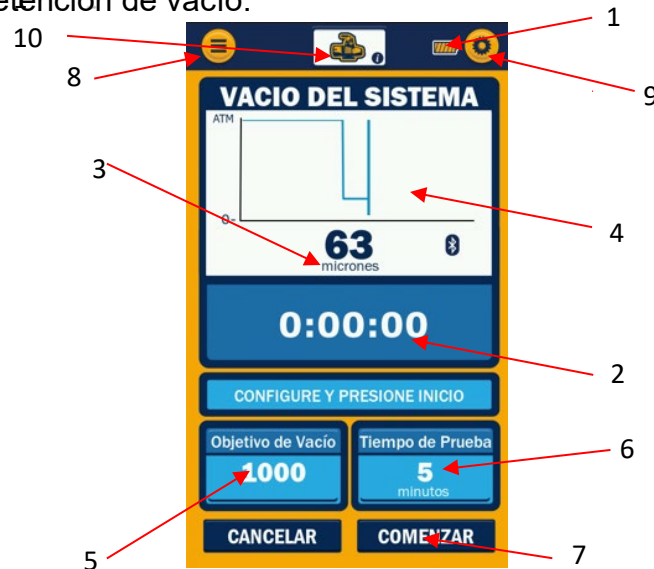 etención de vacío.
10
1
8
9
VACIO DEL SISTEMA
ATM
3
4
0-
63
micrones
0:00:00
2
CONFIGURE Y PRESIONE INICIO
Objetivo de Vacío
Tiempo de Prueba
6
1000
5
minutos
CANCELAR
COMENZAR
5
7